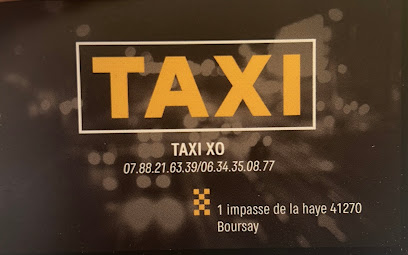 TAXI
TAXI XO
07.88.21.63.39/06.34.35.08.77
1 impasse de la haye 41270
Boursay